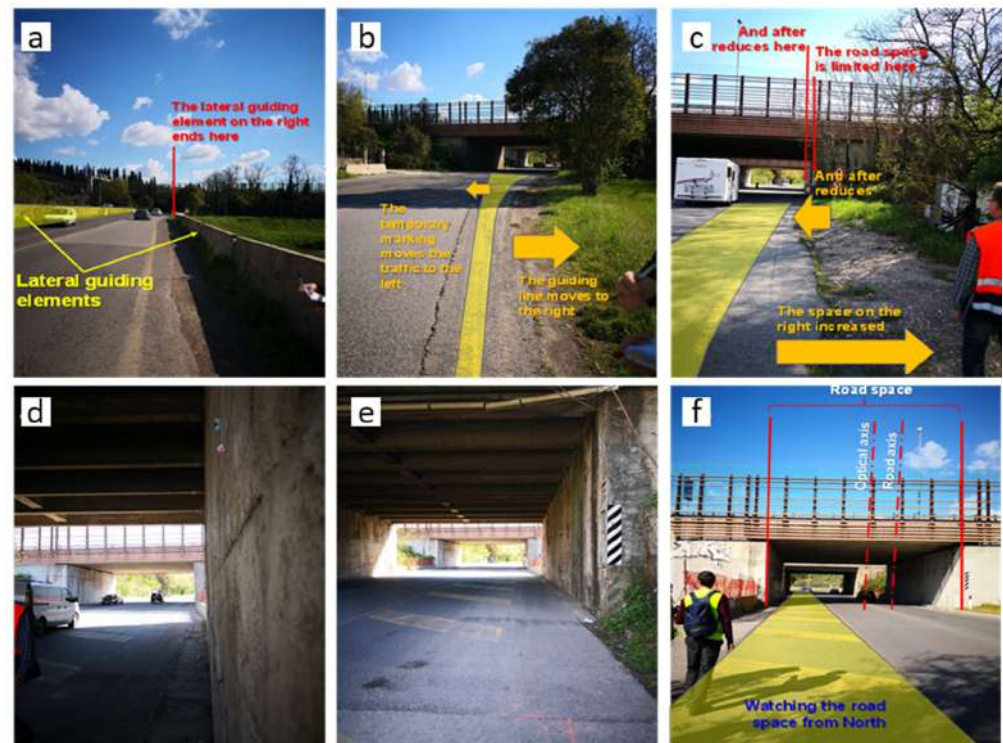 a
The lateral guiding
element on the right
ends here
Lateral guiding
elements
b
The
temporary
marking
moves the
traffic to the
left
The guiding
line moves to
the right
c
And after
reduces here
The road space
is limited here
And after
reduces
The space on the
right increased
d
e
f
Road space
Optical axis
Road axis
Watching the road
space from North